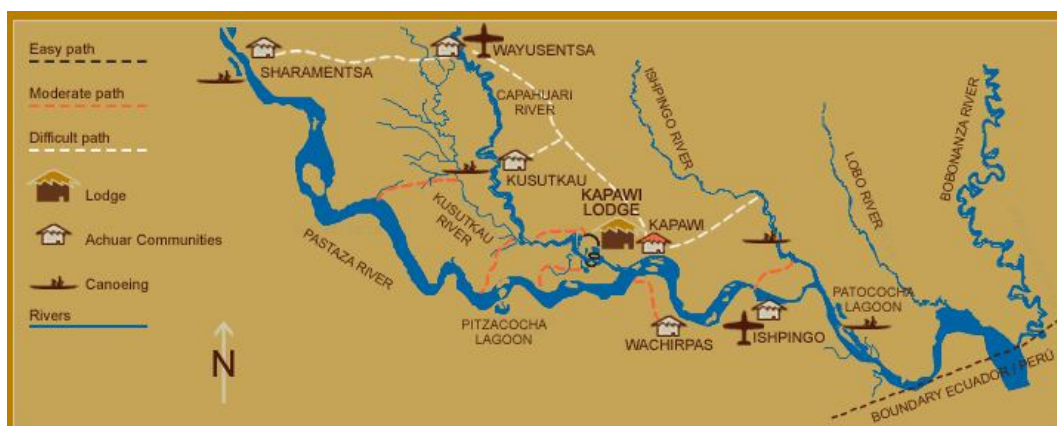 Easy path
Moderate path
Difficult path
Lodge
Achuar Communities
Canoeing
Rivers
N
SHARAMENTSA
WAYUSENTSA
CAPAHUARI
RIVER
KUSUTKAU
KUSUTKAU
RIVER
PASTAZA RIVER
PITZACOCHA
LAGOON
KAPAWI
LODGE
KAPAWI
WACHIRPAS
ISHPINGO RIVER
ISHPINGO
LOBO RIVER
PATOCOCHA
LAGOON
BOBONANZA RIVER
BOUNDARY ECUADOR / PERÚ